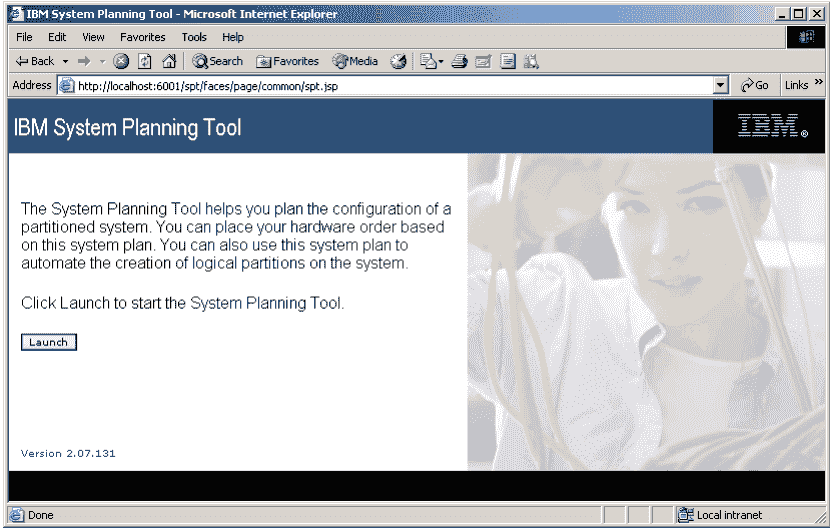 IBM System Planning Tool - Microsoft Internet Explorer
File Edit View Favorites Tools Help
Back Search Favorites Media
Address http://localhost:6001/spt/faces/page/common/spt.jsp Go Links »
IBM System Planning Tool IBM®
The System Planning Tool helps you plan the configuration of a
partitioned system. You can place your hardware order based
on this system plan. You can also use this system plan to
automate the creation of logical partitions on the system.
Click Launch to start the System Planning Tool.
Launch
Version 2.07.131
Done Local intranet